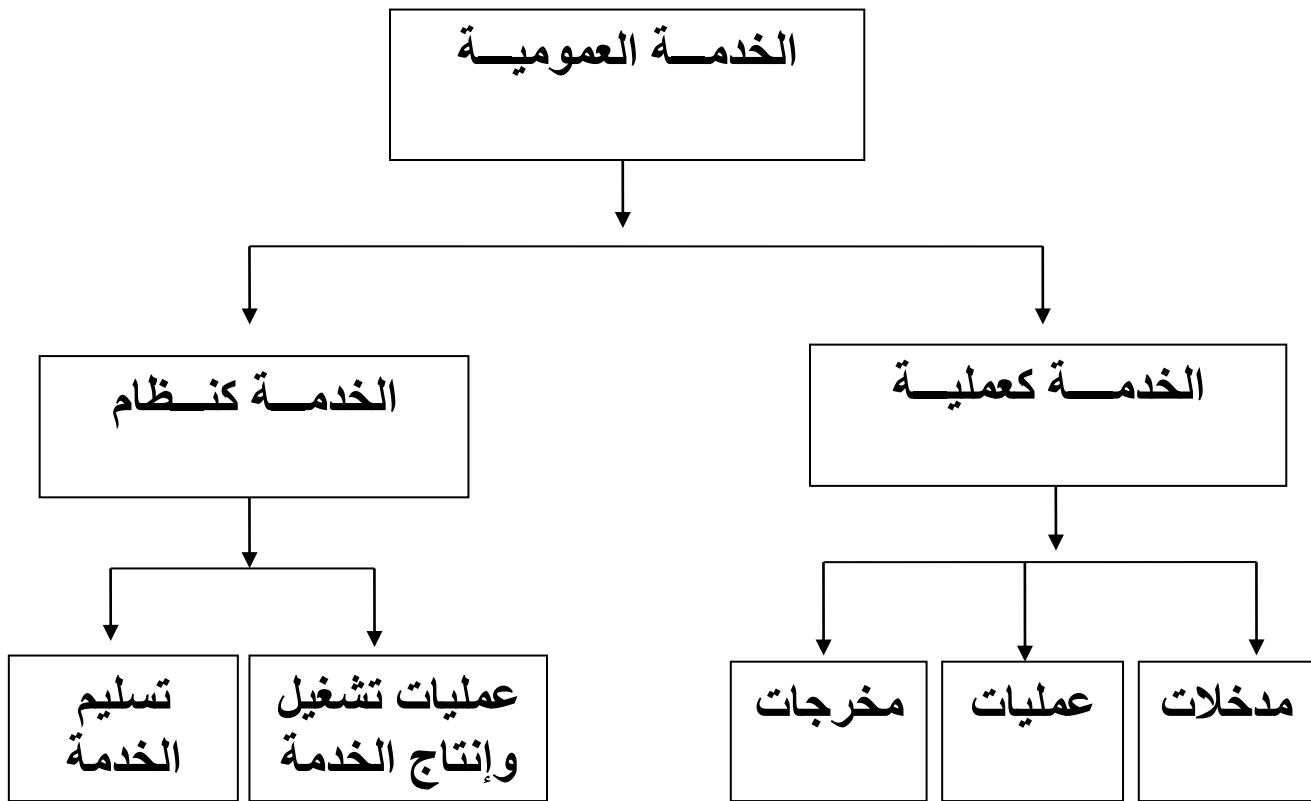 الخدمـــة العموميـــة
الخدمـــة كعمليـــة
الخدمـــة كنـــظام
مدخلات
عمليات
مخرجات
عمليات تشغيل
وإنتاج الخدمة
تسليم
الخدمة